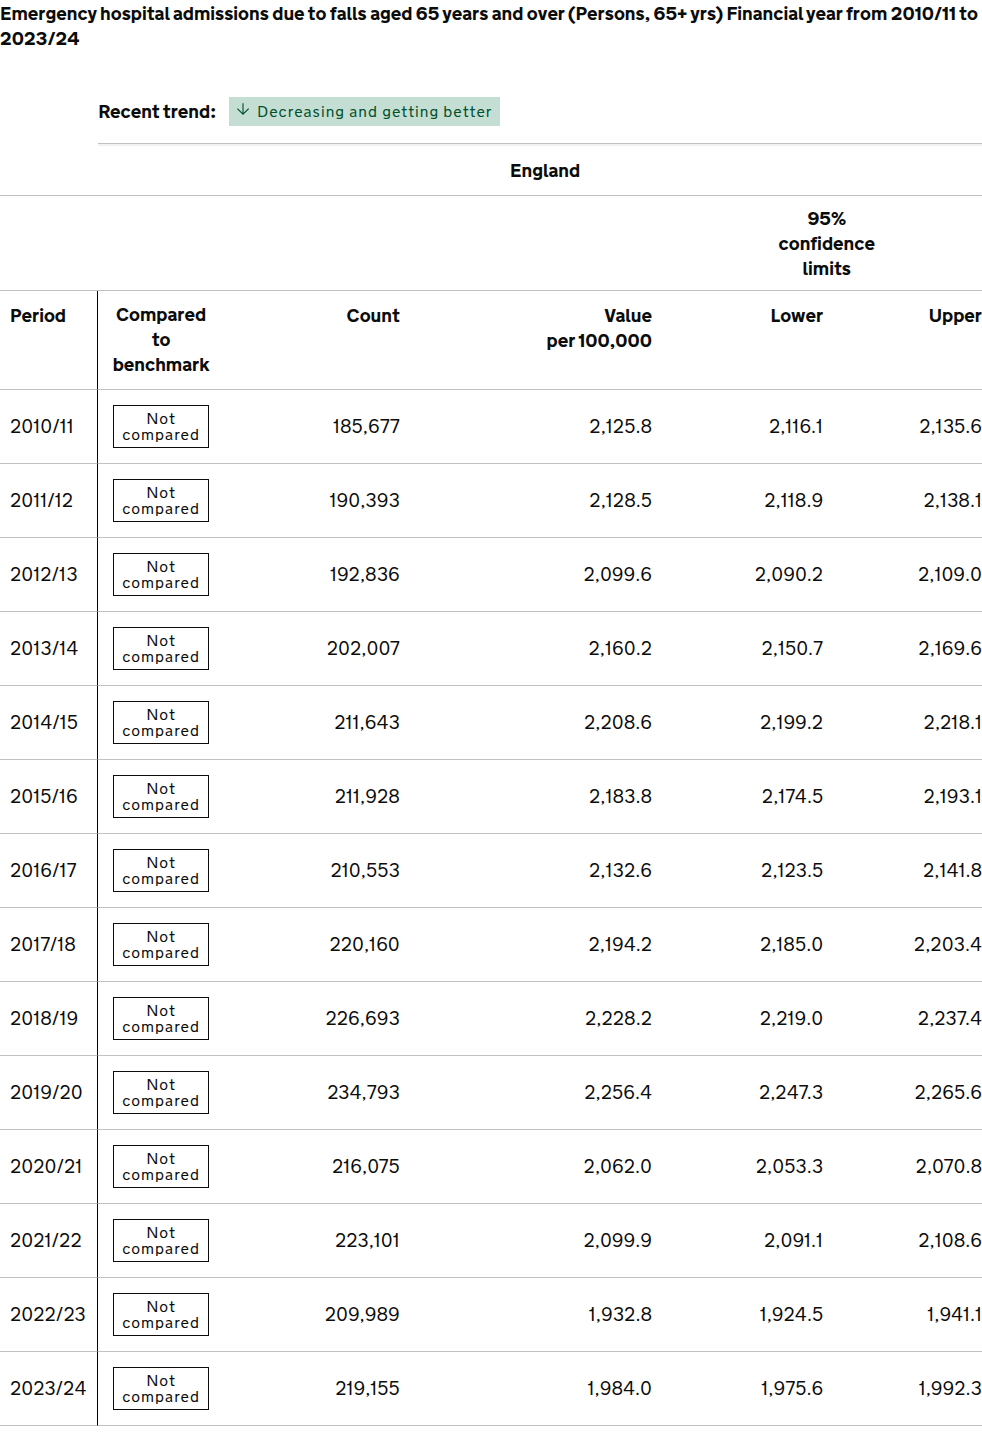 Emergency hospital admissions due to falls aged 65 years and over (Persons, 65+ yrs) Financial year from 2010/11 to
2023/24
Recent trend: ↓ Decreasing and getting better
England
95%
confidence
limits
Period Compared to benchmark Count Value per 100,000 Lower Upper
2010/11 Not compared 185,677 2,125.8 2,116.1 2,135.6
2011/12 Not compared 190,393 2,128.5 2,118.9 2,138.1
2012/13 Not compared 192,836 2,099.6 2,090.2 2,109.0
2013/14 Not compared 202,007 2,160.2 2,150.7 2,169.6
2014/15 Not compared 211,643 2,208.6 2,199.2 2,218.1
2015/16 Not compared 211,928 2,183.8 2,174.5 2,193.1
2016/17 Not compared 210,553 2,132.6 2,123.5 2,141.8
2017/18 Not compared 220,160 2,194.2 2,185.0 2,203.4
2018/19 Not compared 226,693 2,228.2 2,219.0 2,237.4
2019/20 Not compared 234,793 2,256.4 2,247.3 2,265.6
2020/21 Not compared 216,075 2,062.0 2,053.3 2,070.8
2021/22 Not compared 223,101 2,099.9 2,091.1 2,108.6
2022/23 Not compared 209,989 1,932.8 1,924.5 1,941.1
2023/24 Not compared 219,155 1,984.0 1,975.6 1,992.3